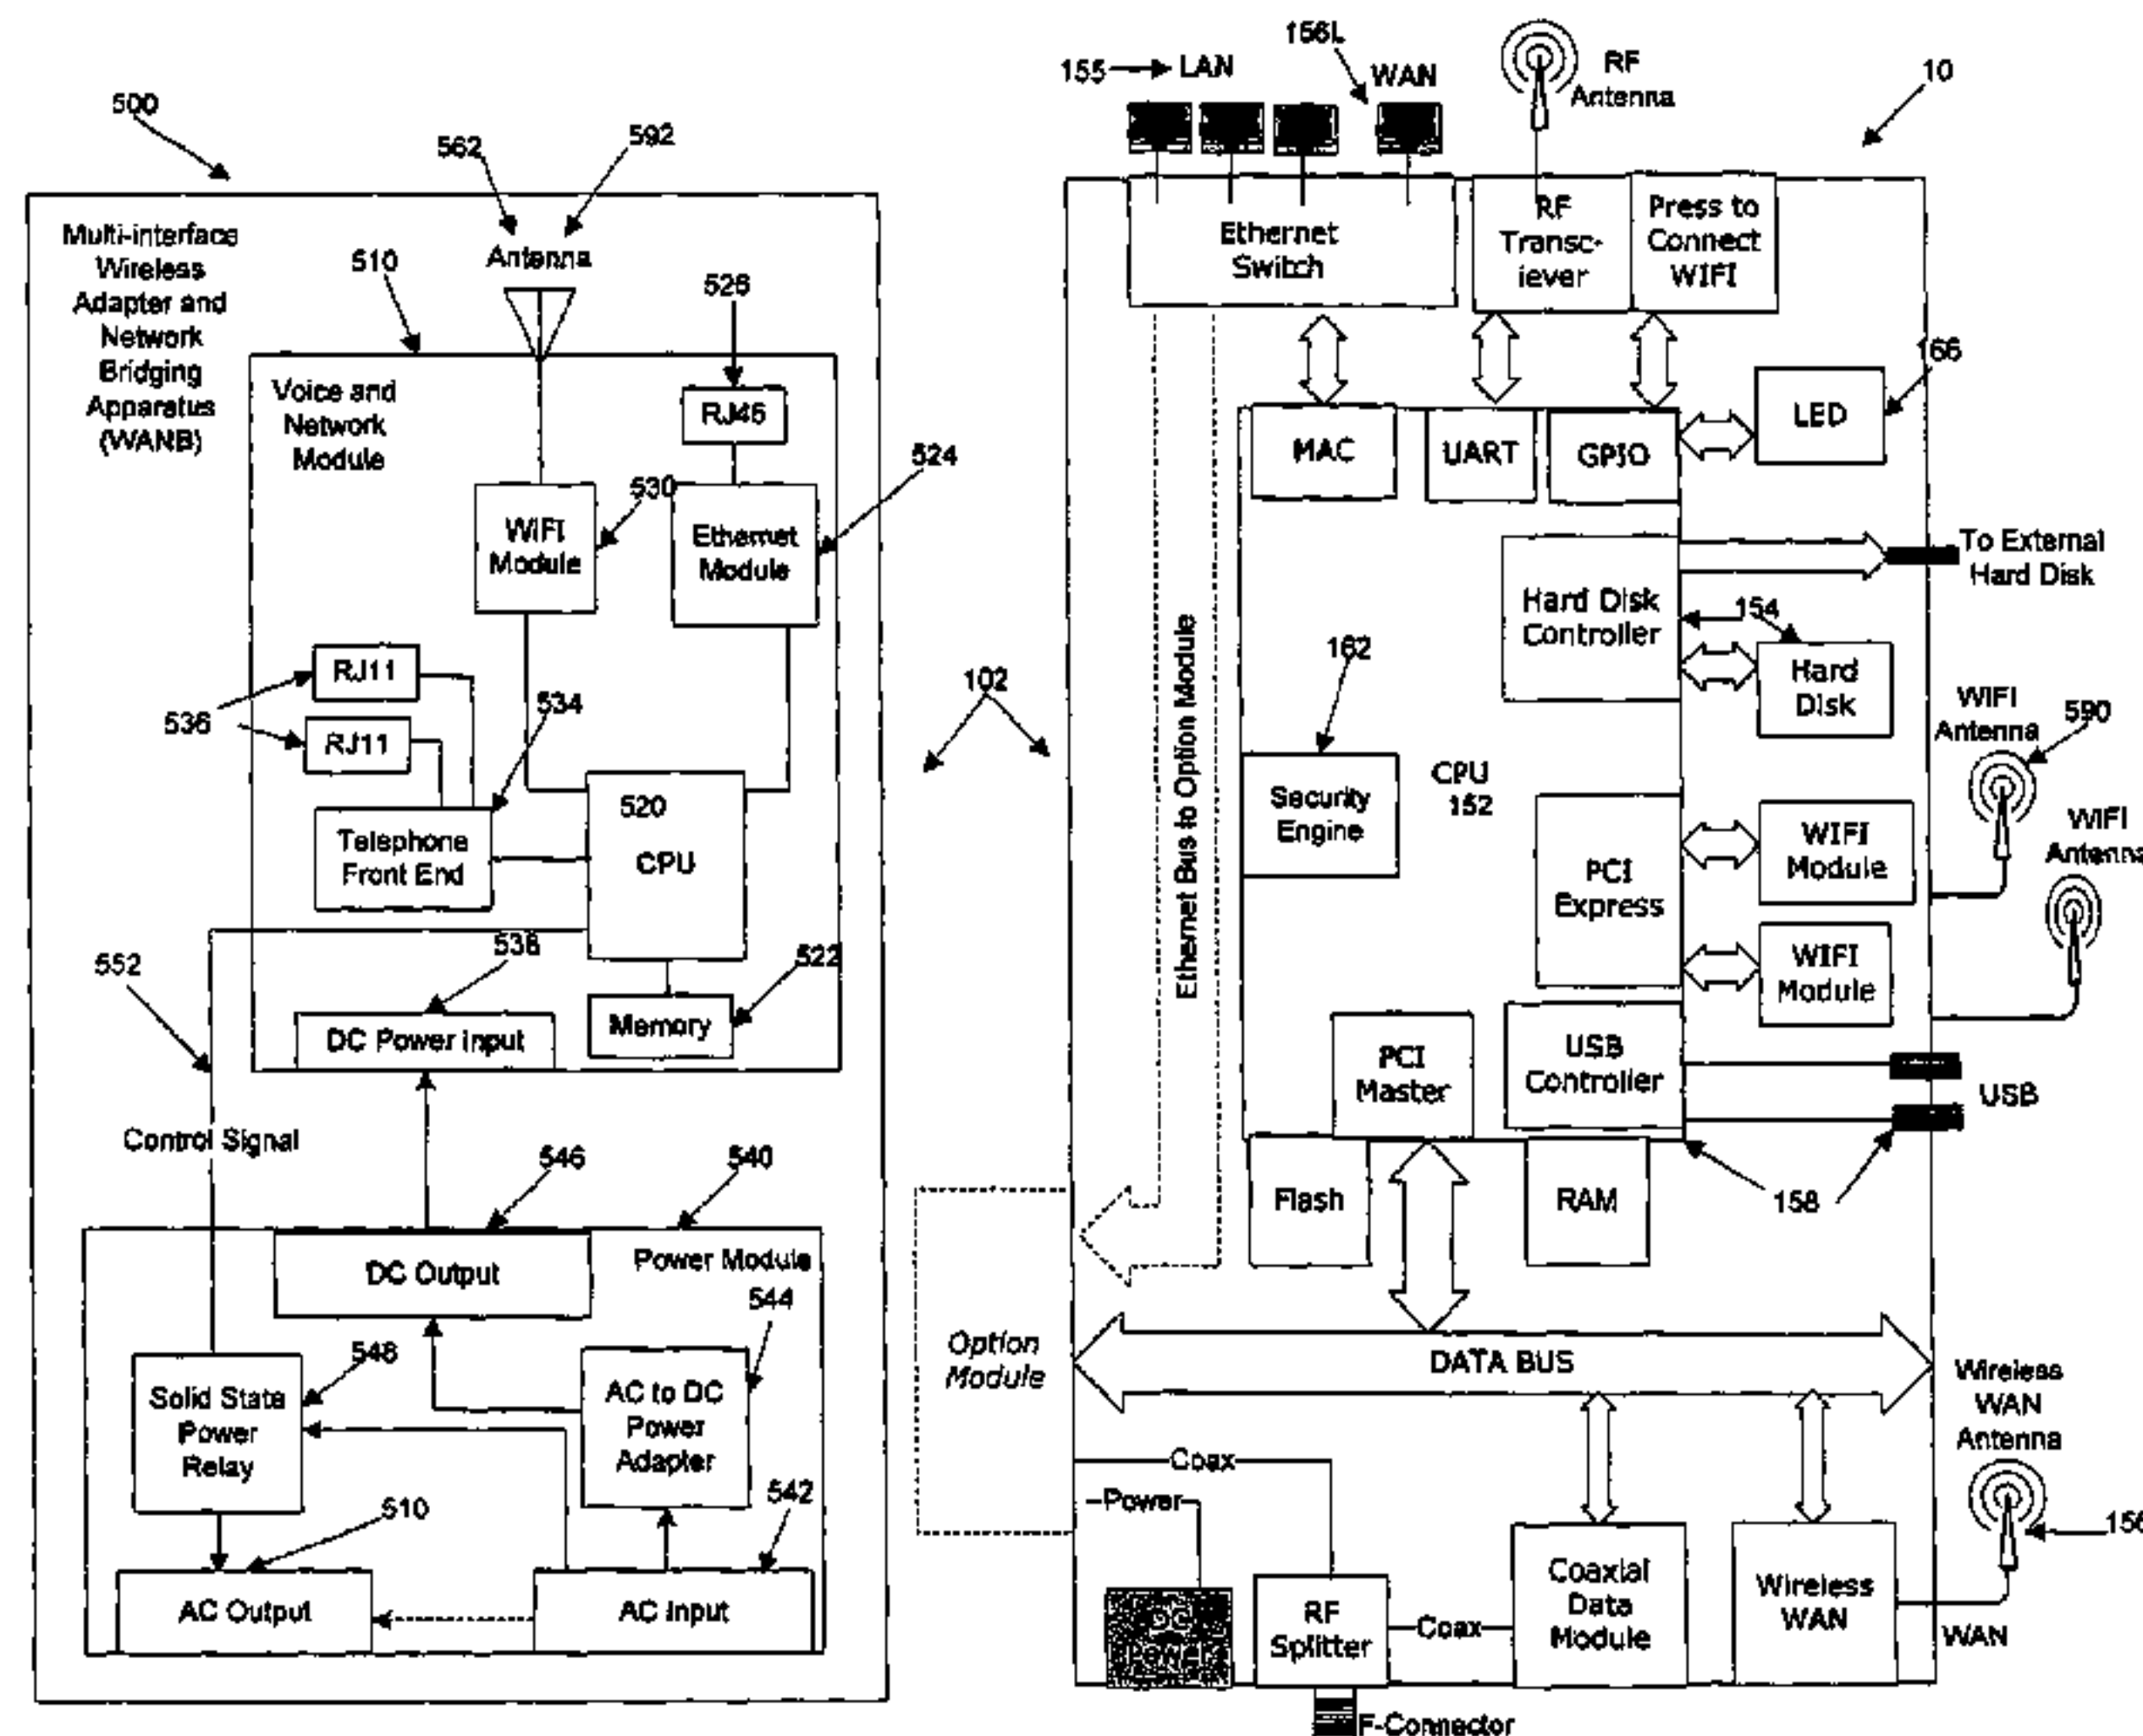 500
562
592
Multi-interface
Wireless
Adapter and
Network
Bridging
Apparatus
(WANB)
510
Antenna
526
Voice and
Network
Module
RJ45
524
530
WIFI
Module
Ethernet
Module
RJ11
536
RJ11
534
520
CPU
Telephone
Front End
538
522
552
Memory
DC Power input
Control Signal
546
540
DC Output
Power Module
544
548
Solid State
Power
Relay
AC to DC
Power
Adapter
542
510
AC Output
AC Input
102
155
LAN
156L
WAN
RF
Antenna
10
Ethernet
Switch
RF
Transc-
iever
Press to
Connect
WIFI
166
MAC
UART
GPIO
LED
To External
Hard Disk
Hard Disk
Controller
154
Hard
Disk
Ethernet Bus to Option Module
162
Security
Engine
CPU
152
WIFI
Antenna
590
PCI
Express
WIFI
Module
WIFI
Antenna
WIFI
Module
PCI
Master
USB
Controller
USB
Flash
RAM
158
Option
Module
DATA BUS
Wireless
WAN
Antenna
Coax
Power
156
RF
Splitter
Coax
Coaxial
Data
Module
Wireless
WAN
WAN
F-Connector